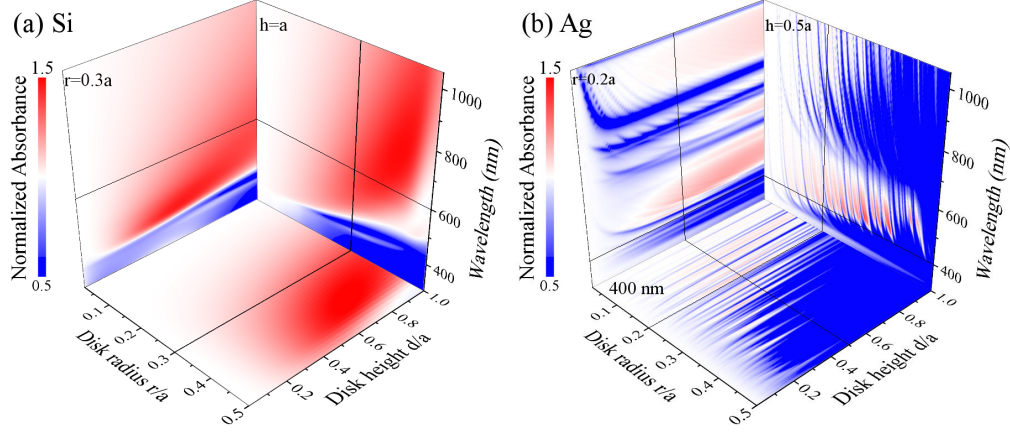 (a) Si
h=a
r=0.3a
1.5
Normalized Absorbance
0.5
1000
800
600
400
Wavelength (nm)
0.1
0.2
0.3
0.4
0.5
Disk radius r/a
0.2
0.4
0.6
0.8
1.0
Disk height d/a
(b) Ag
h=0.5a
r=0.2a
1.5
Normalized Absorbance
0.5
400 nm
1000
800
600
400
Wavelength (nm)
0.1
0.2
0.3
0.4
0.5
Disk radius r/a
0.2
0.4
0.6
0.8
1.0
Disk height d/a